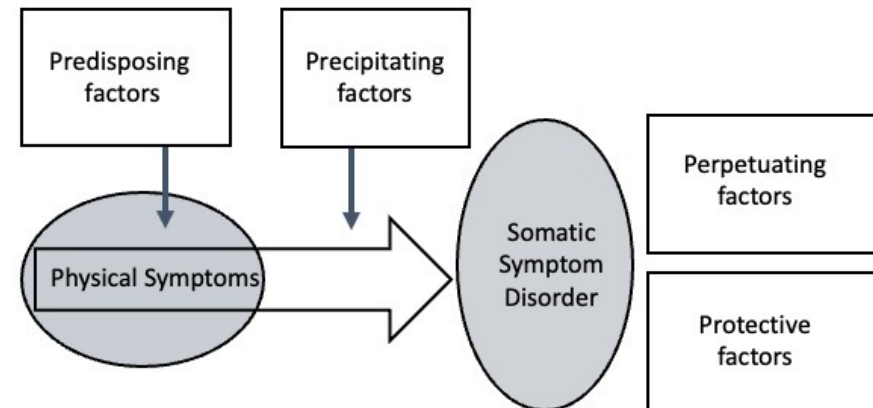 Predisposing
factors
Precipitating
factors
Physical Symptoms
Somatic
Symptom
Disorder
Perpetuating
factors
Protective
factors